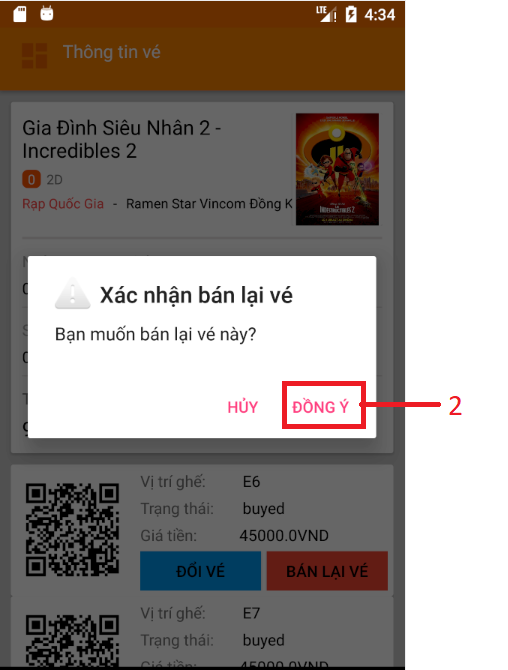 LTE 4:34
Thông tin vé
Gia Đình Siêu Nhân 2 -
Incredibles 2
0 2D
Rạp Quốc Gia - Ramen Star Vincom Đồng K
Xác nhận bán lại vé
Bạn muốn bán lại vé này?
HỦY ĐỒNG Ý 2
Vị trí ghế: E6
Trạng thái: buyed
Giá tiền: 45000.0VND
ĐỔI VÉ BÁN LẠI VÉ
Vị trí ghế: E7
Trạng thái: buyed
Giá tiền: 45000.0VND